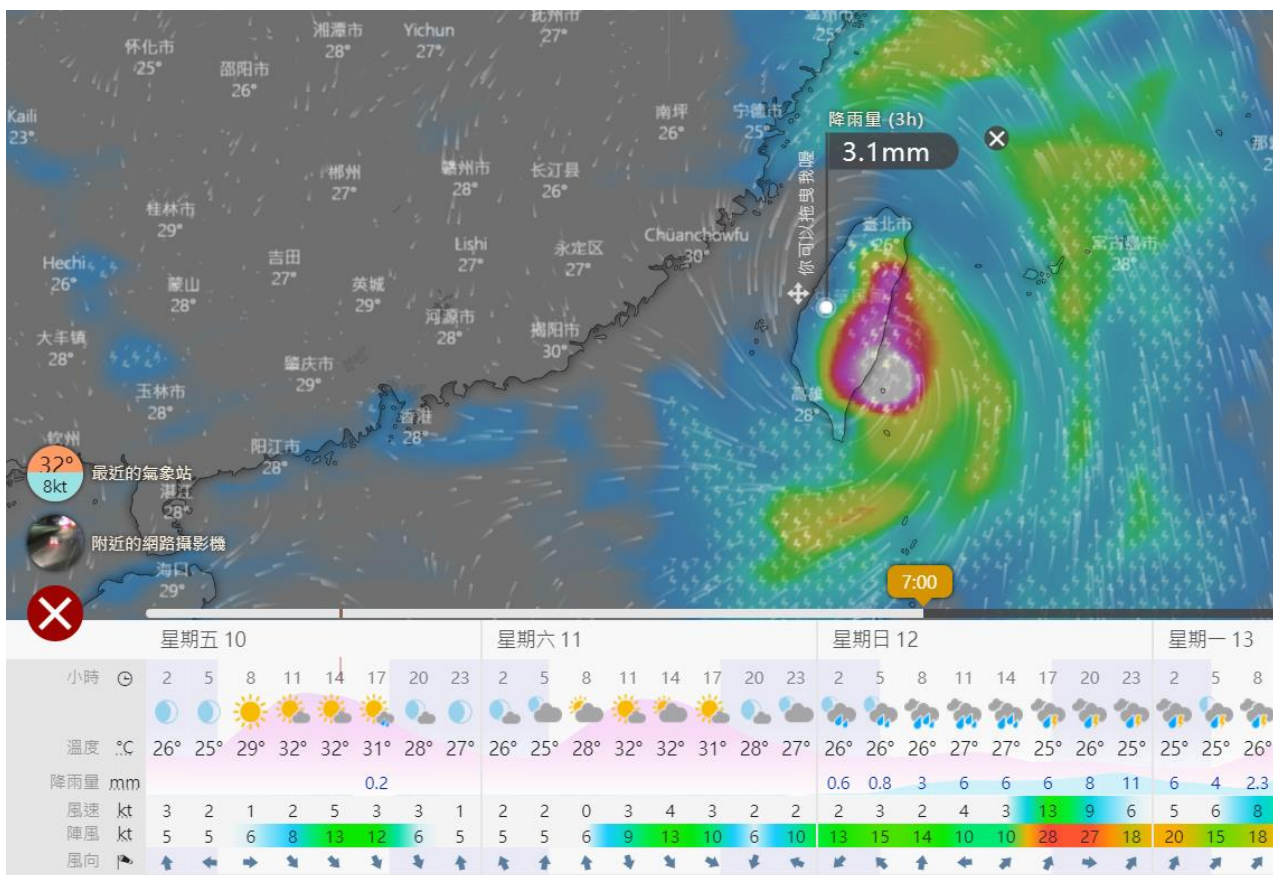 怀化市
25°
邵阳市
26°
湘潭市
28°
Yichun
27°
抚州市
27°
温州市
25°
Kaili
23°
郴州
27°
赣州市
28°
长汀县
26°
南坪
26°
宁德市
25°
降雨量 (3h)
3.1mm
你可以拖曳我喔
桂林市
29°
吉田
27°
Lishi
27°
永定区
27°
Chüanchowfu
30°
臺北市
26°
宮古島市
28°
Hechi
26°
蒙山
28°
英城
29°
河源市
28°
揭阳市
30°
大丰镇
28°
肇庆市
29°
玉林市
28°
香港
28°
高雄
28°
钦州
阳江市
28°
32°
8kt
最近的氣象站
湛江
28°
附近的網路攝影機
海口
29°
7:00
星期五 10 星期六 11 星期日 12 星期一 13
小時 2 5 8 11 14 17 20 23 2 5 8 11 14 17 20 23 2 5 8 11 14 17 20 23 2 5 8
溫度 °C 26° 25° 29° 32° 32° 31° 28° 27° 26° 25° 28° 32° 32° 31° 28° 27° 26° 26° 26° 27° 27° 25° 26° 25° 25° 25° 26°
降雨量 mm 0.2 0.6 0.8 3 6 6 6 8 11 6 4 2.3
風速 kt 3 2 1 2 5 3 3 1 2 2 0 3 4 3 2 2 2 3 2 4 3 13 9 6 5 6 8
陣風 kt 5 5 6 8 13 12 6 5 5 5 6 9 13 10 6 10 13 15 14 10 10 28 27 18 20 15 18
風向